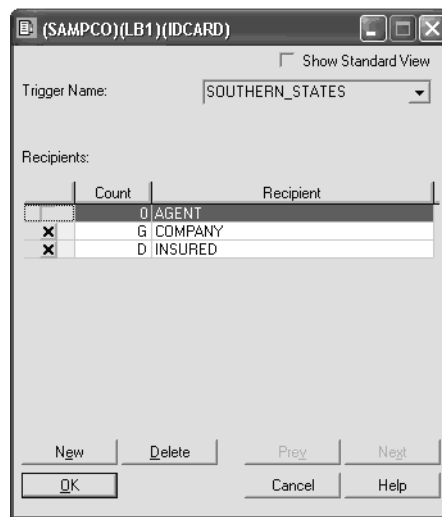 (SAMPCO)(LB1)(IDCARD)
Show Standard View
Trigger Name: SOUTHERN_STATES
Recipients:
Count Recipient
0 AGENT
G COMPANY
D INSURED
New Delete Prev Next
OK Cancel Help